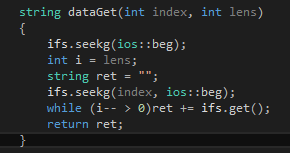 string dataGet(int index, int lens)
{
ifs.seekg(ios::beg);
int i = lens;
string ret = "";
ifs.seekg(index, ios::beg);
while (i-- > 0)ret += ifs.get();
return ret;
}